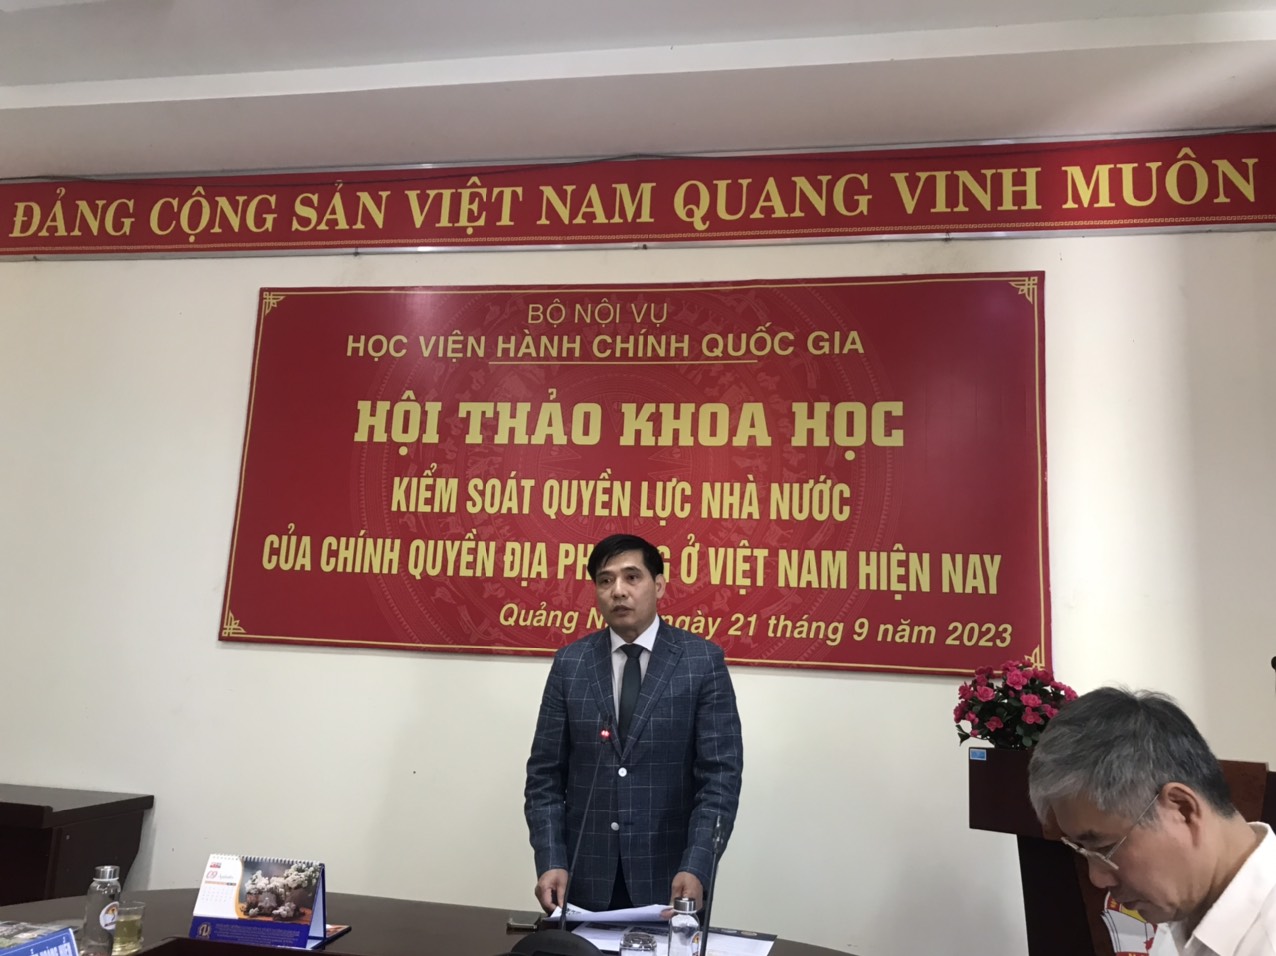 ĐẢNG CỘNG SẢN VIỆT NAM QUANG VINH MUÔN
BỘ NỘI VỤ
HỌC VIỆN HÀNH CHÍNH QUỐC GIA
HỘI THẢO KHOA HỌC
KIỂM SOÁT QUYỀN LỰC NHÀ NƯỚC
CỦA CHÍNH QUYỀN ĐỊA PH G Ở VIỆT NAM HIỆN NAY
Quảng N ngày 21 tháng 9 năm 2023
09